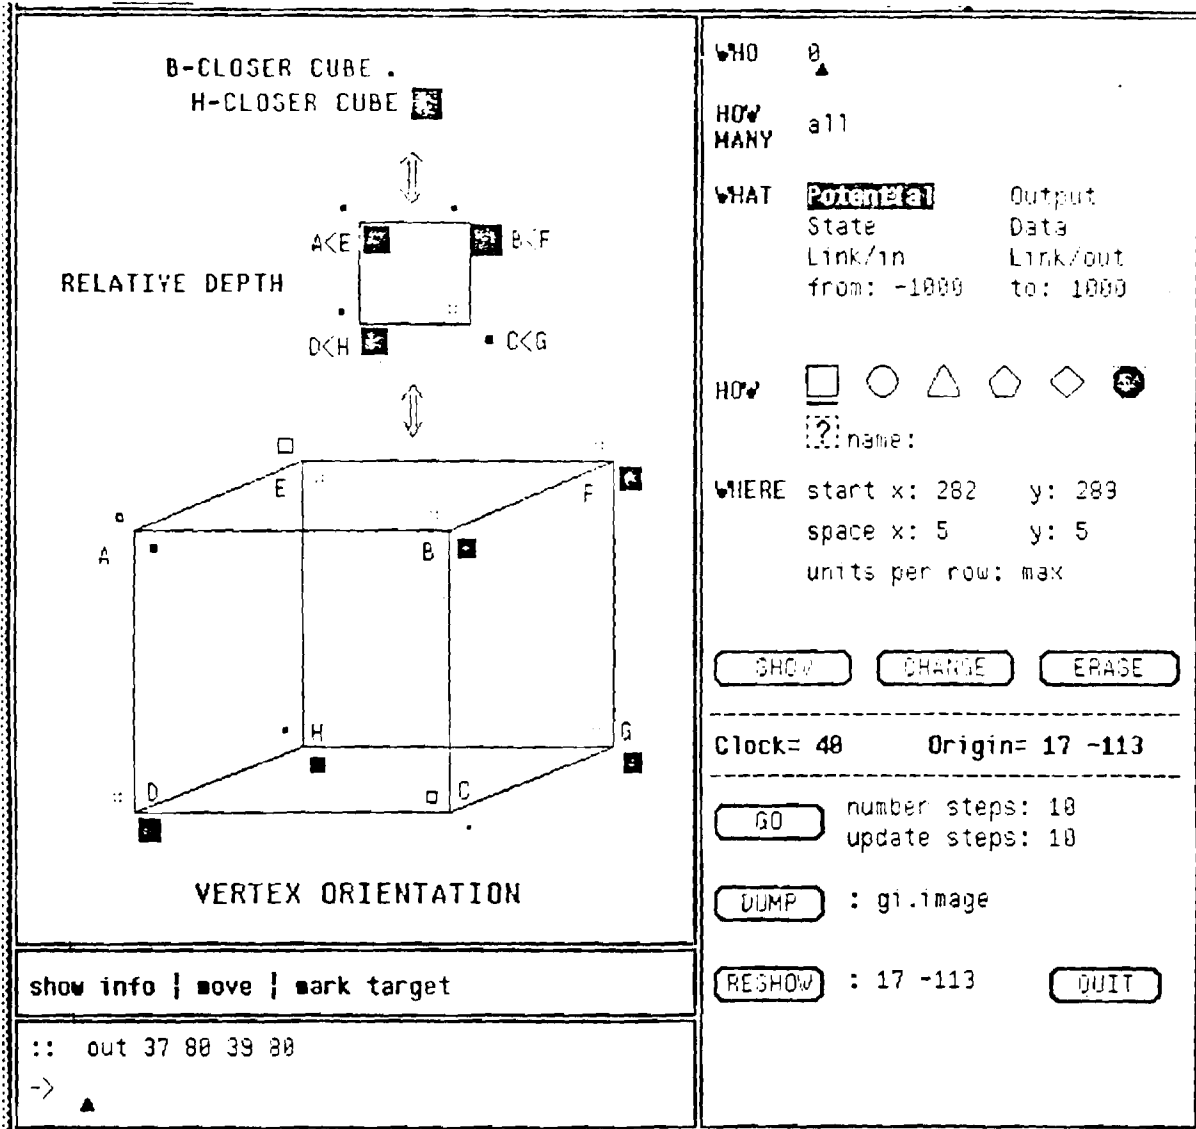 B-CLOSER CUBE
H-CLOSER CUBE
A<E
B<F
RELATIVE DEPTH
D<H
C<G
E
F
A
B
H
G
D
C
VERTEX ORIENTATION
show info | move | mark target
:: out 37 80 39 80
->
WHO 0
HOW MANY all
WHAT Potential Output
State Data
Link/in Link/out
from: -1000 to: 1000
HOW
? name:
WHERE start x: 282 y: 289
space x: 5 y: 5
units per row: max
SHOW CHANGE ERASE
Clock= 40 Origin= 17 -113
GO number steps: 10
update steps: 10
DUMP : gi.image
RESHOW : 17 -113 QUIT